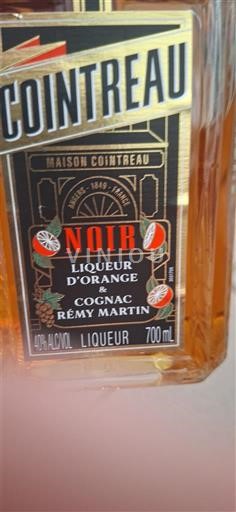 COINTREAU
MAISON COINTREAU
ANGERS - 1849 - FRANCE
NOIR
LIQUEUR
D'ORANGE
&
COGNAC
RÉMY MARTIN
40% ALC/VOL LIQUEUR 700 ml